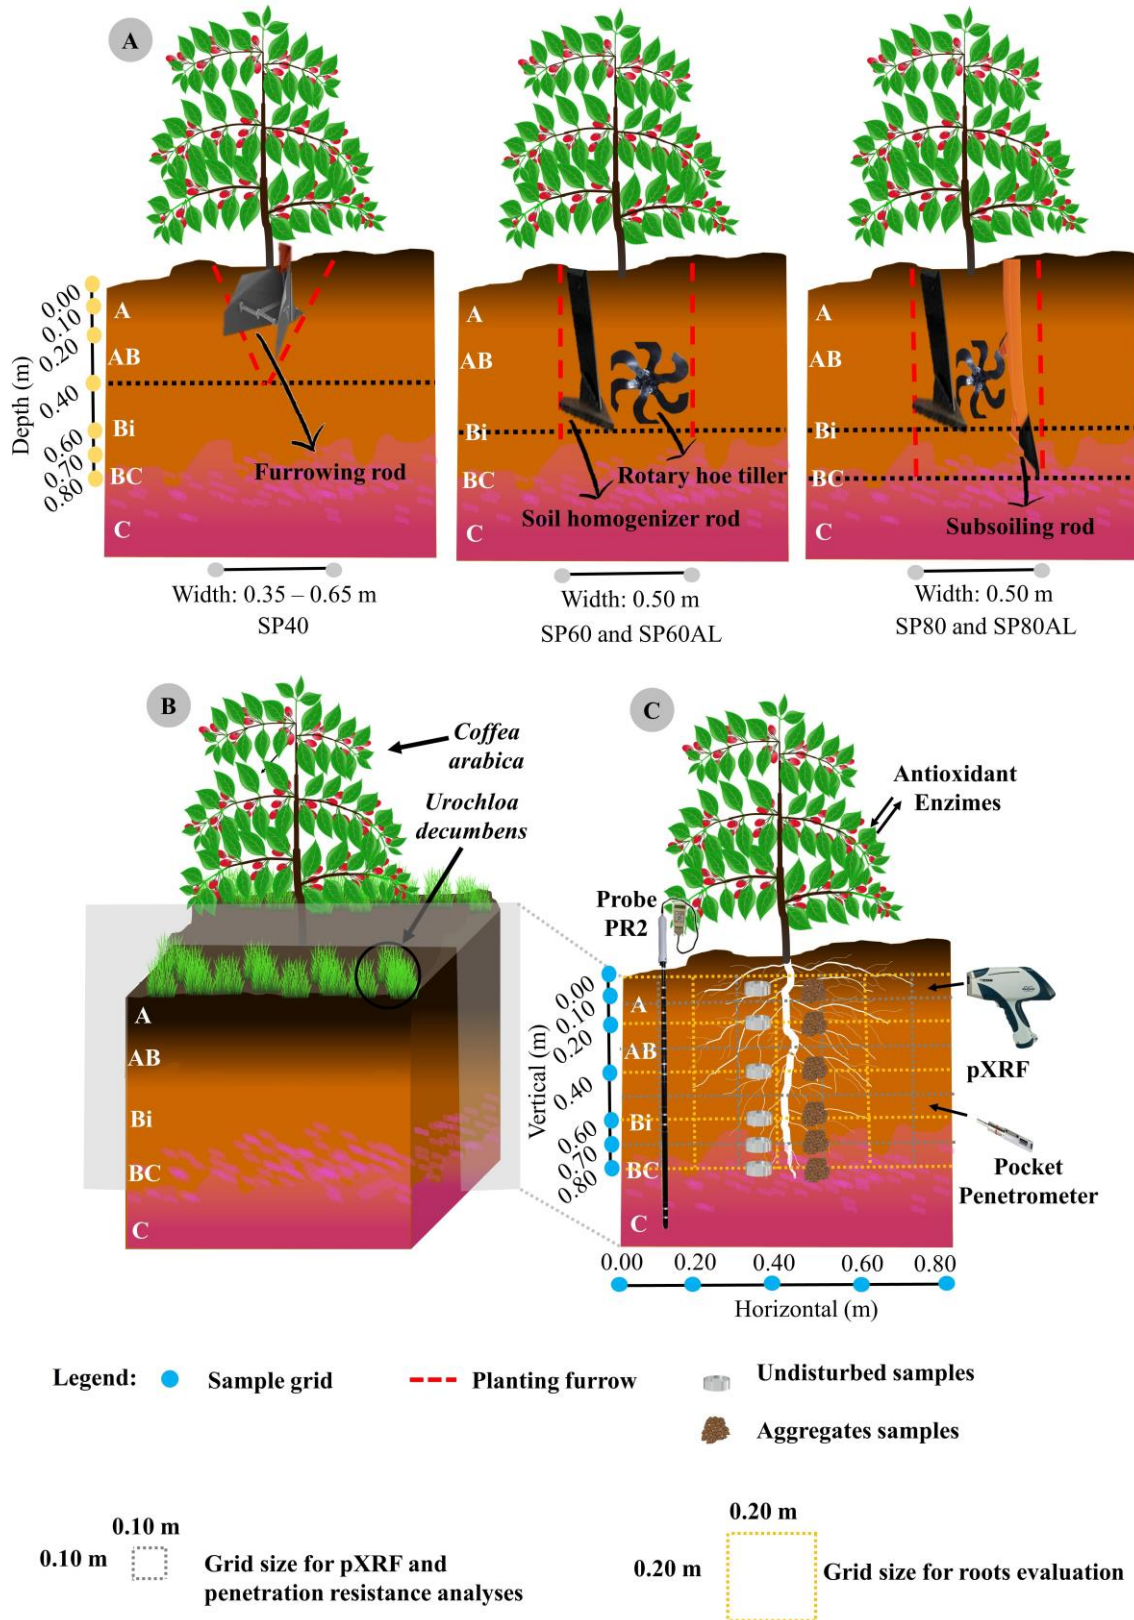 A
Depth (m)
0.00
0.10
0.20
0.40
0.60
0.70
0.80
A
AB
Bi
BC
C
Furrowing rod
Width: 0.35 – 0.65 m
SP40
A
AB
Bi
BC
C
Rotary hoe tiller
Soil homogenizer rod
Width: 0.50 m
SP60 and SP60AL
A
AB
Bi
BC
C
Subsoiling rod
Width: 0.50 m
SP80 and SP80AL
B
Coffea
arabica
Urochloa
decumbens
A
AB
Bi
BC
C
C
Antioxidant
Enzimes
Probe
PR2
Vertical (m)
0.00
0.10
0.20
0.40
0.60
0.70
0.80
A
AB
Bi
BC
C
pXRF
Pocket
Penetrometer
0.00 0.20 0.40 0.60 0.80
Horizontal (m)
Legend:
Sample grid
Planting furrow
Undisturbed samples
Aggregates samples
0.10 m
0.10 m
Grid size for pXRF and
penetration resistance analyses
0.20 m
0.20 m
Grid size for roots evaluation